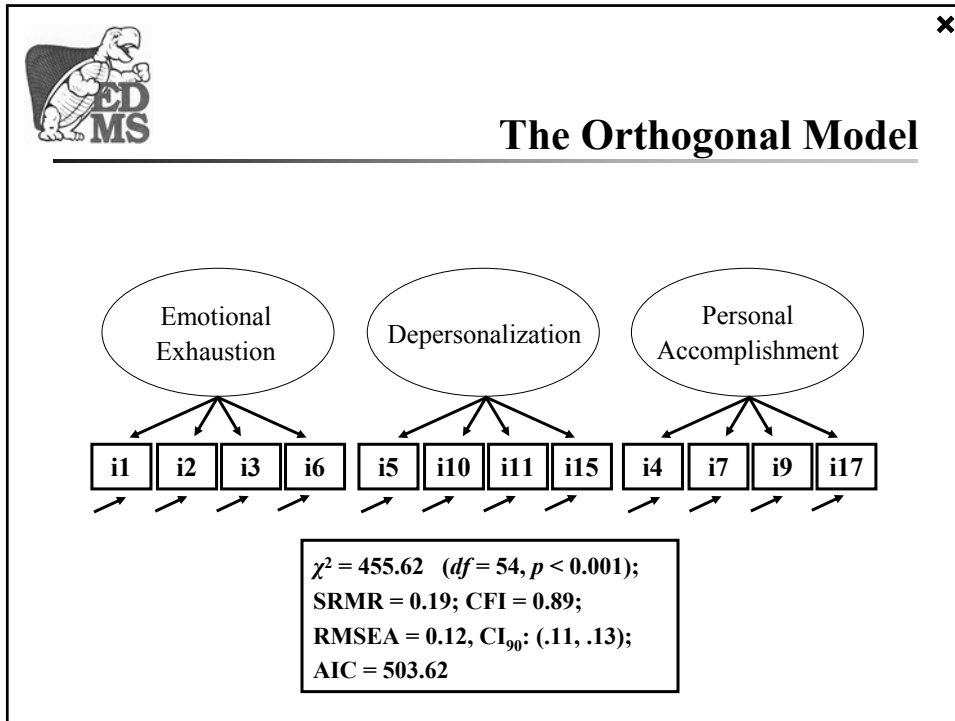 ED
MS
The Orthogonal Model
Emotional
Exhaustion
Depersonalization
Personal
Accomplishment
i1 i2 i3 i6 i5 i10 i11 i15 i4 i7 i9 i17
χ² = 455.62 (df = 54, p < 0.001);
SRMR = 0.19; CFI = 0.89;
RMSEA = 0.12, CI₉₀: (.11, .13);
AIC = 503.62